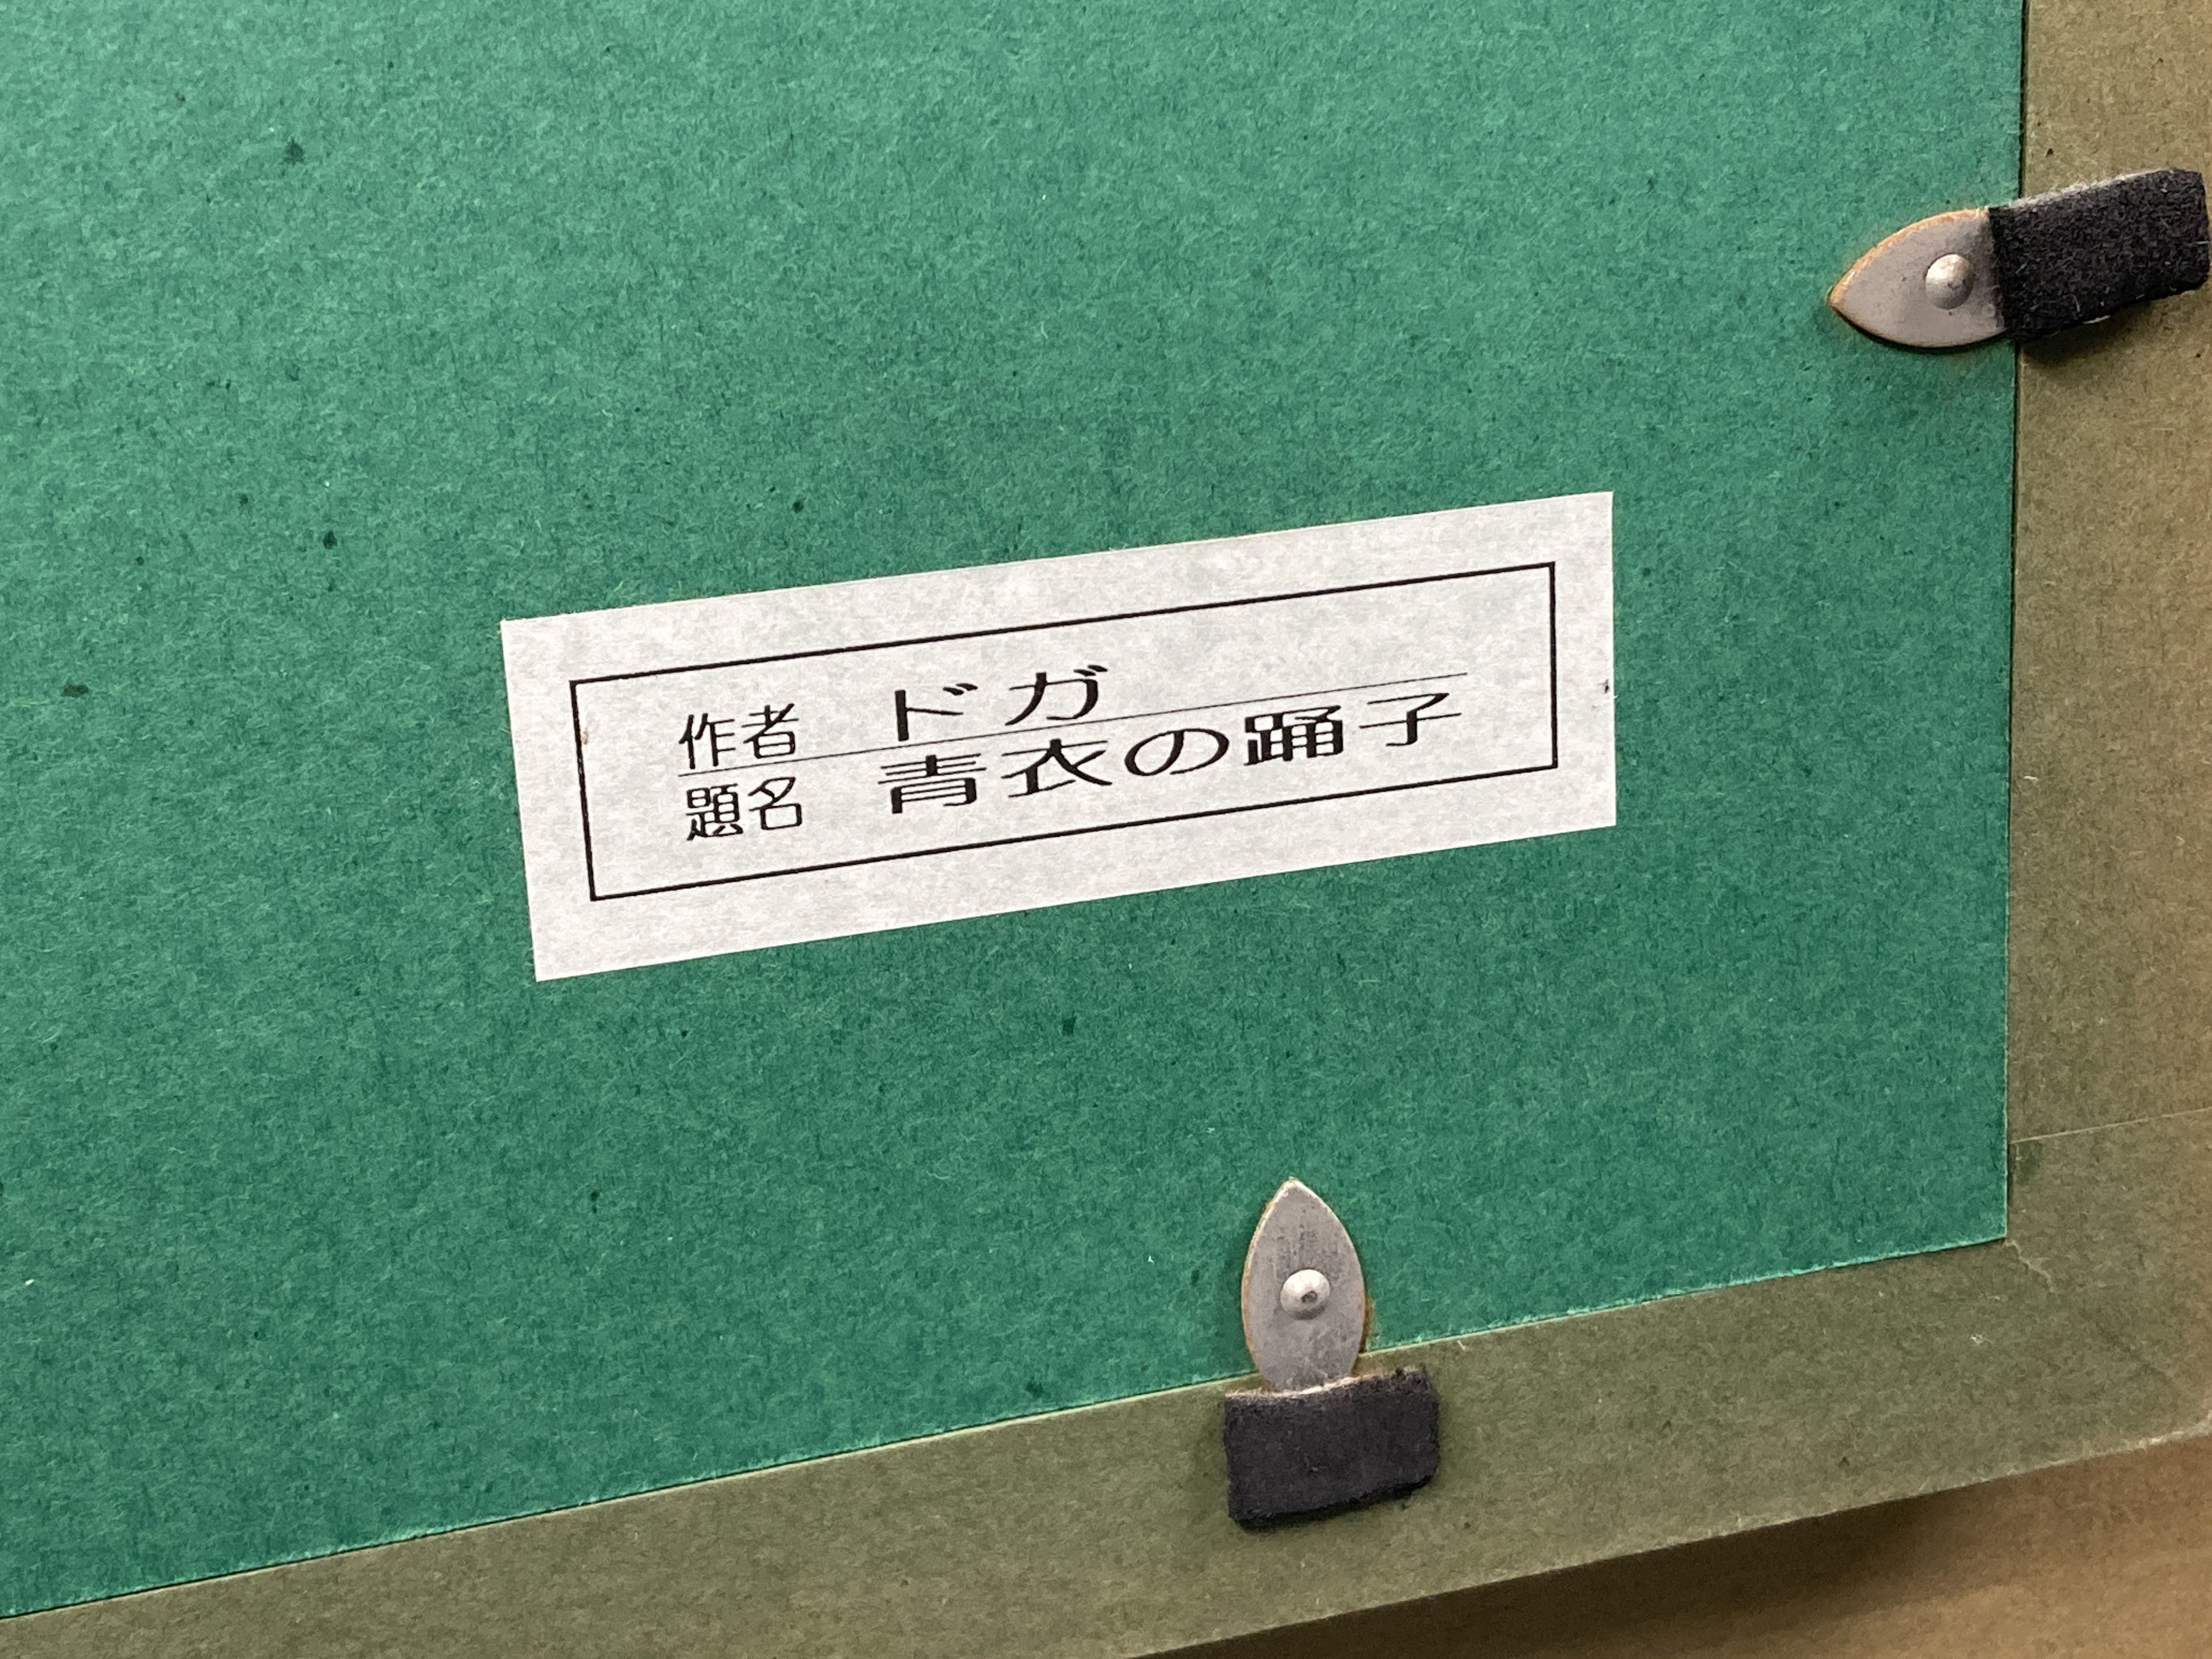 作者 ドガ
題名 青衣の踊子